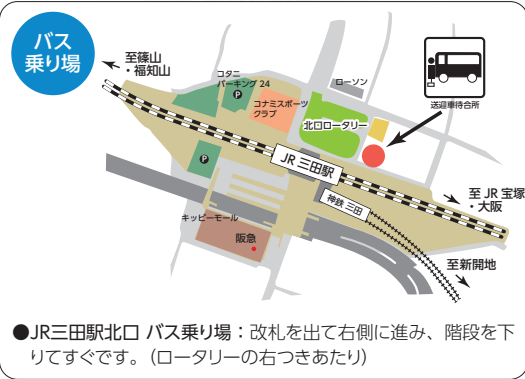 バス
乗り場
至篠山
・福知山
コタニ
パーキング 24
P
コナミスポーツ
クラブ
ローソン
送迎車待合所
北口ロータリー
P
JR 三田駅
神鉄 三田
至 JR 宝塚
・大阪
キッピーモール
阪急
至新開地
●JR三田駅北口 バス乗り場：改札を出て右側に進み、階段を下
りてすぐです。（ロータリーの右つきあたり）